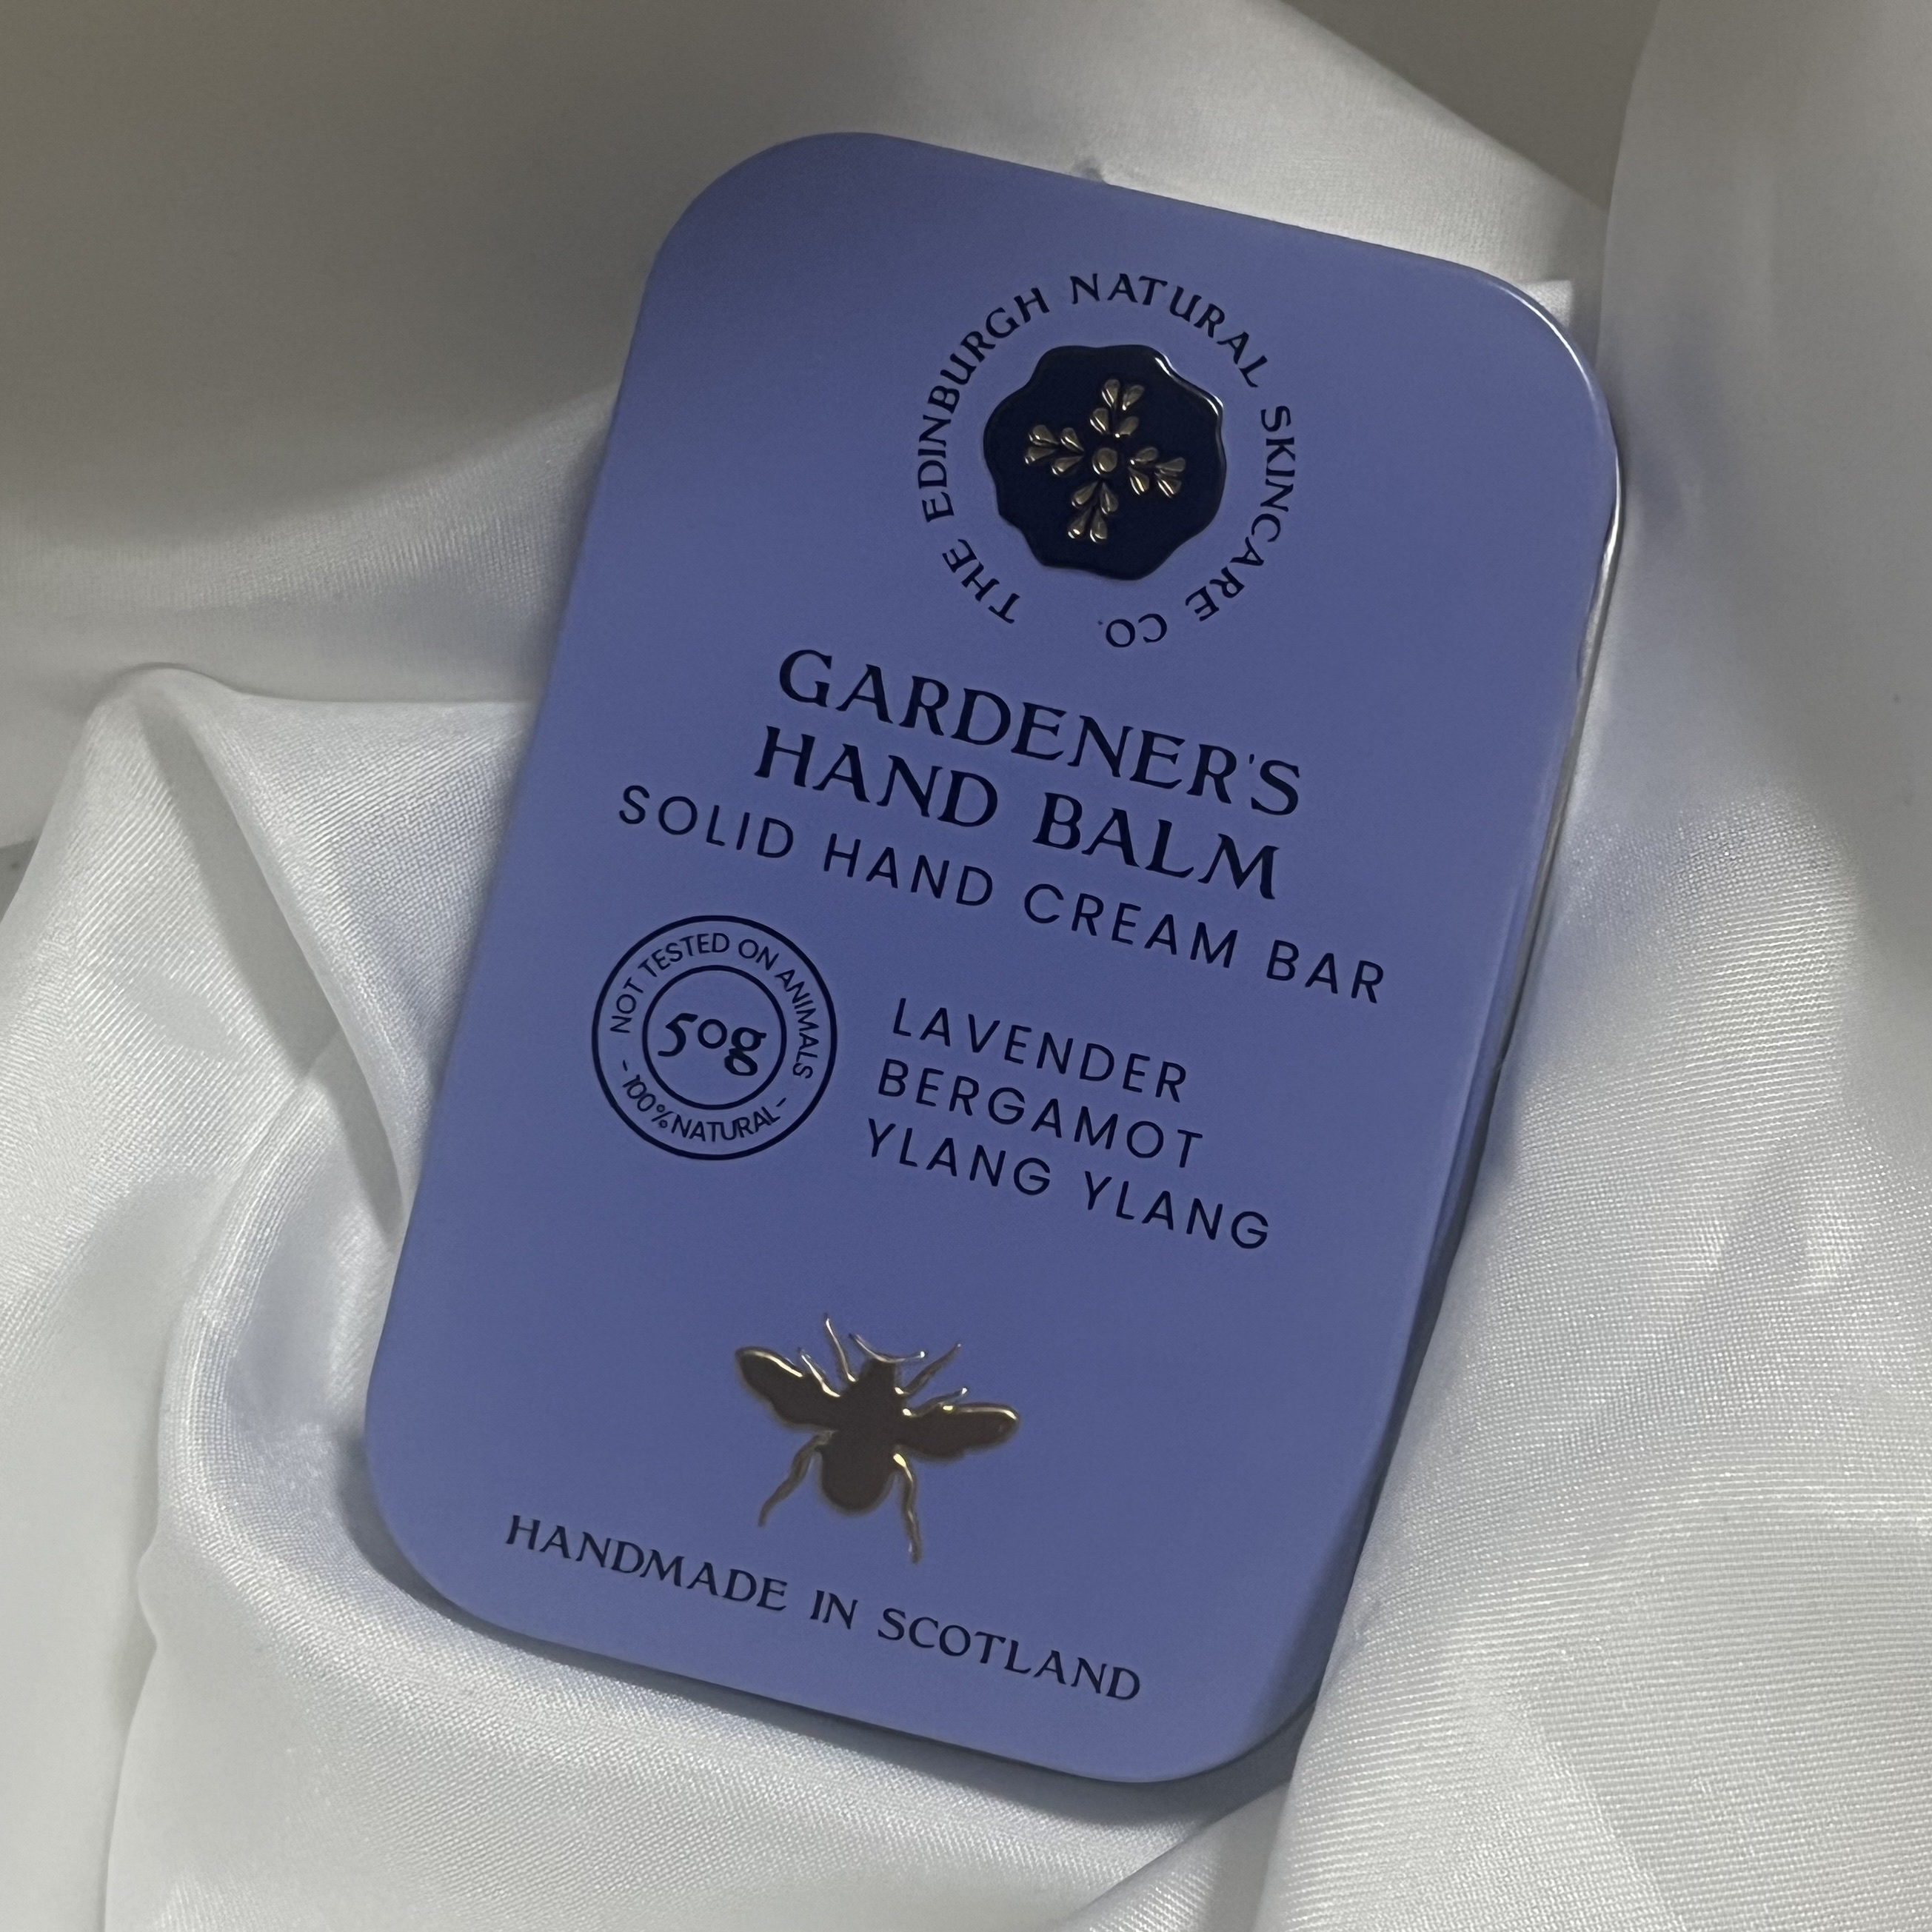 THE EDINBURGH NATURAL SKINCARE CO.
GARDENER'S
HAND BALM
SOLID HAND CREAM BAR
NOT TESTED ON ANIMALS
50g
- 100% NATURAL -
LAVENDER
BERGAMOT
YLANG YLANG
HANDMADE IN SCOTLAND